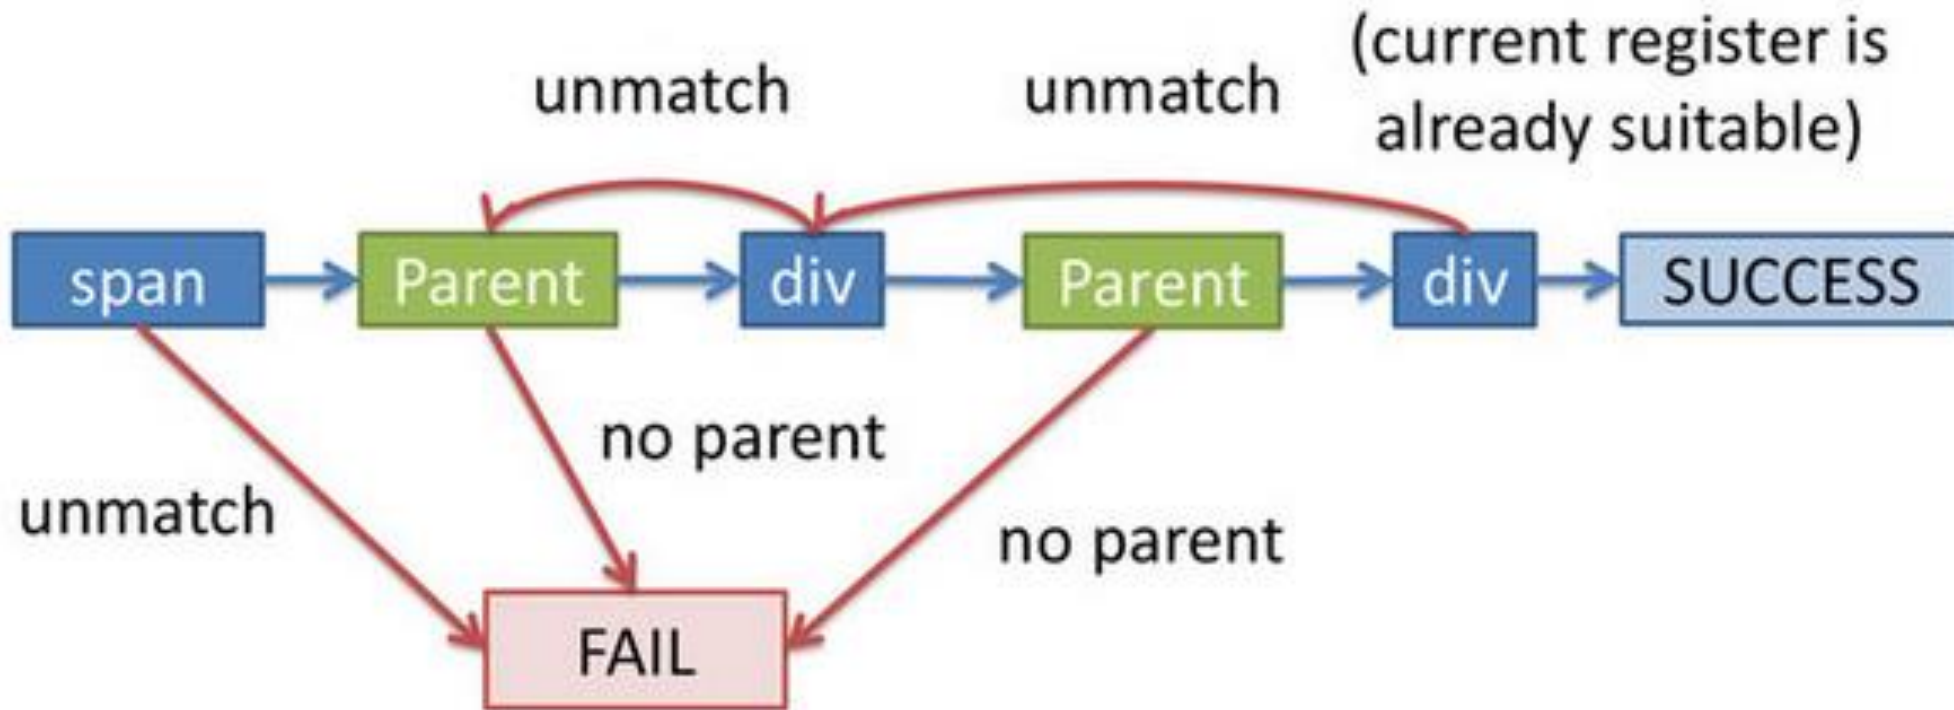 unmatch
unmatch
(current register is
already suitable)
span
Parent
div
Parent
div
SUCCESS
no parent
unmatch
no parent
FAIL